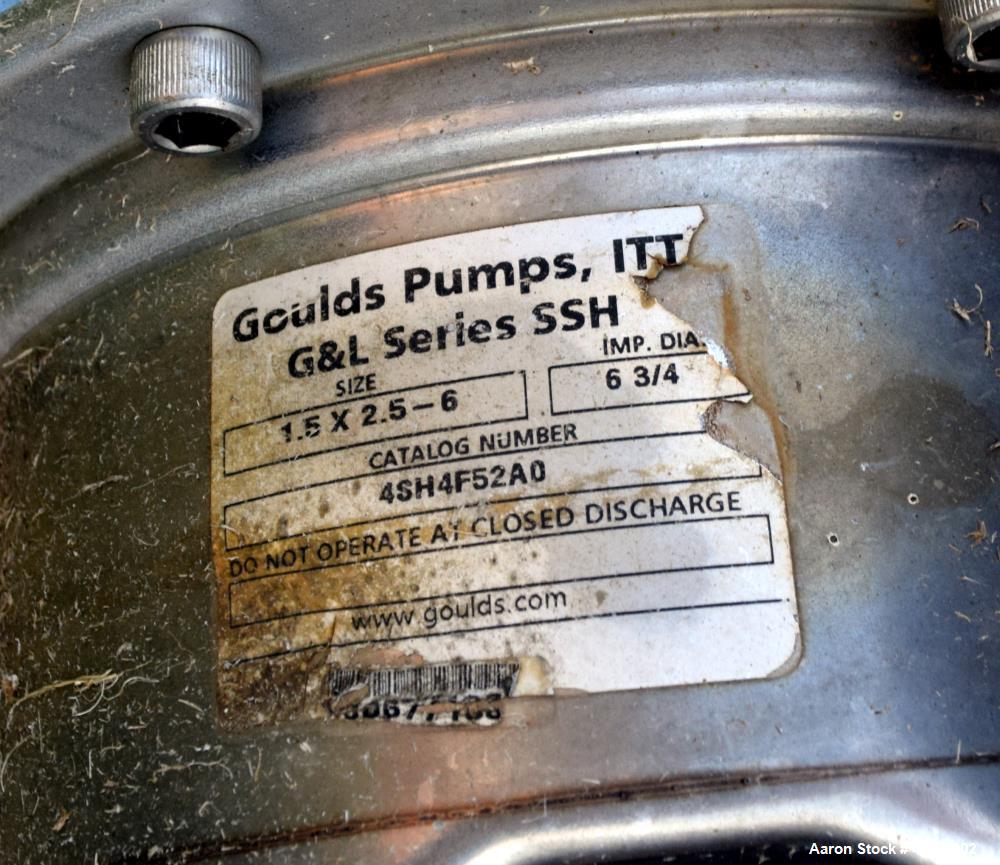 Goulds Pumps, ITT
G&L Series SSH
SIZE IMP. DIA.
1.5 X 2.5-6 6 3/4
CATALOG NUMBER
4SH4F52A0
DO NOT OPERATE AT CLOSED DISCHARGE
www.goulds.com
Aaron Stock #